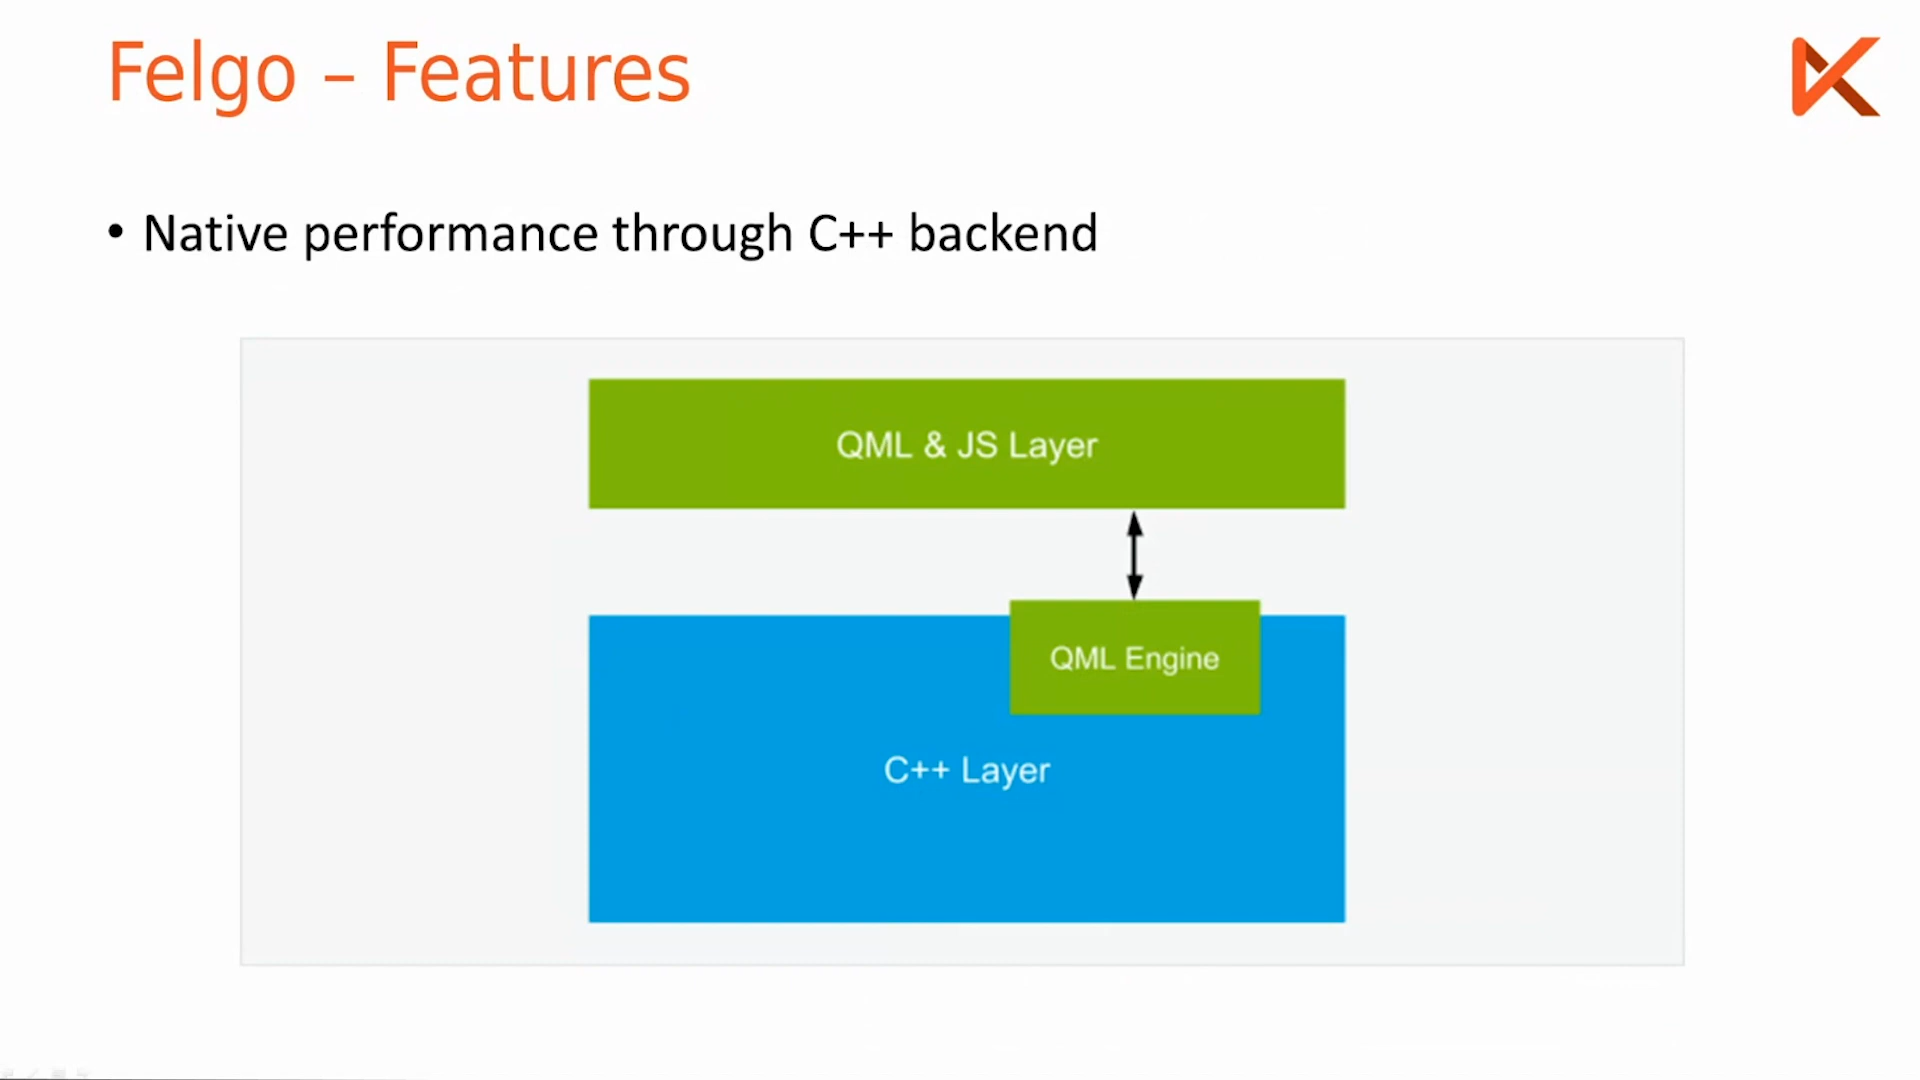 Felgo – Features
• Native performance through C++ backend
QML & JS Layer
QML Engine
C++ Layer